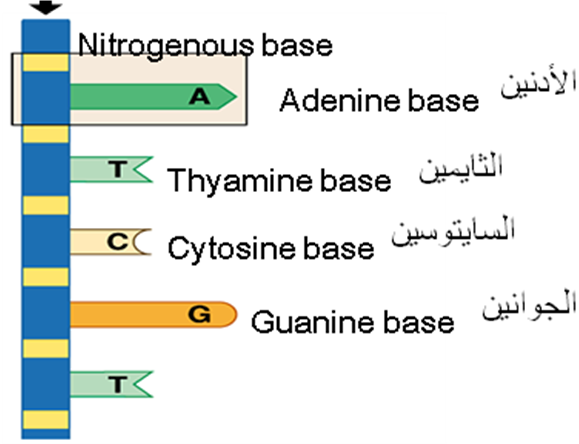 Nitrogenous base
A Adenine base الأدنين
T Thyamine base الثايمين
C Cytosine base السايتوسين
G Guanine base الجوانين
T